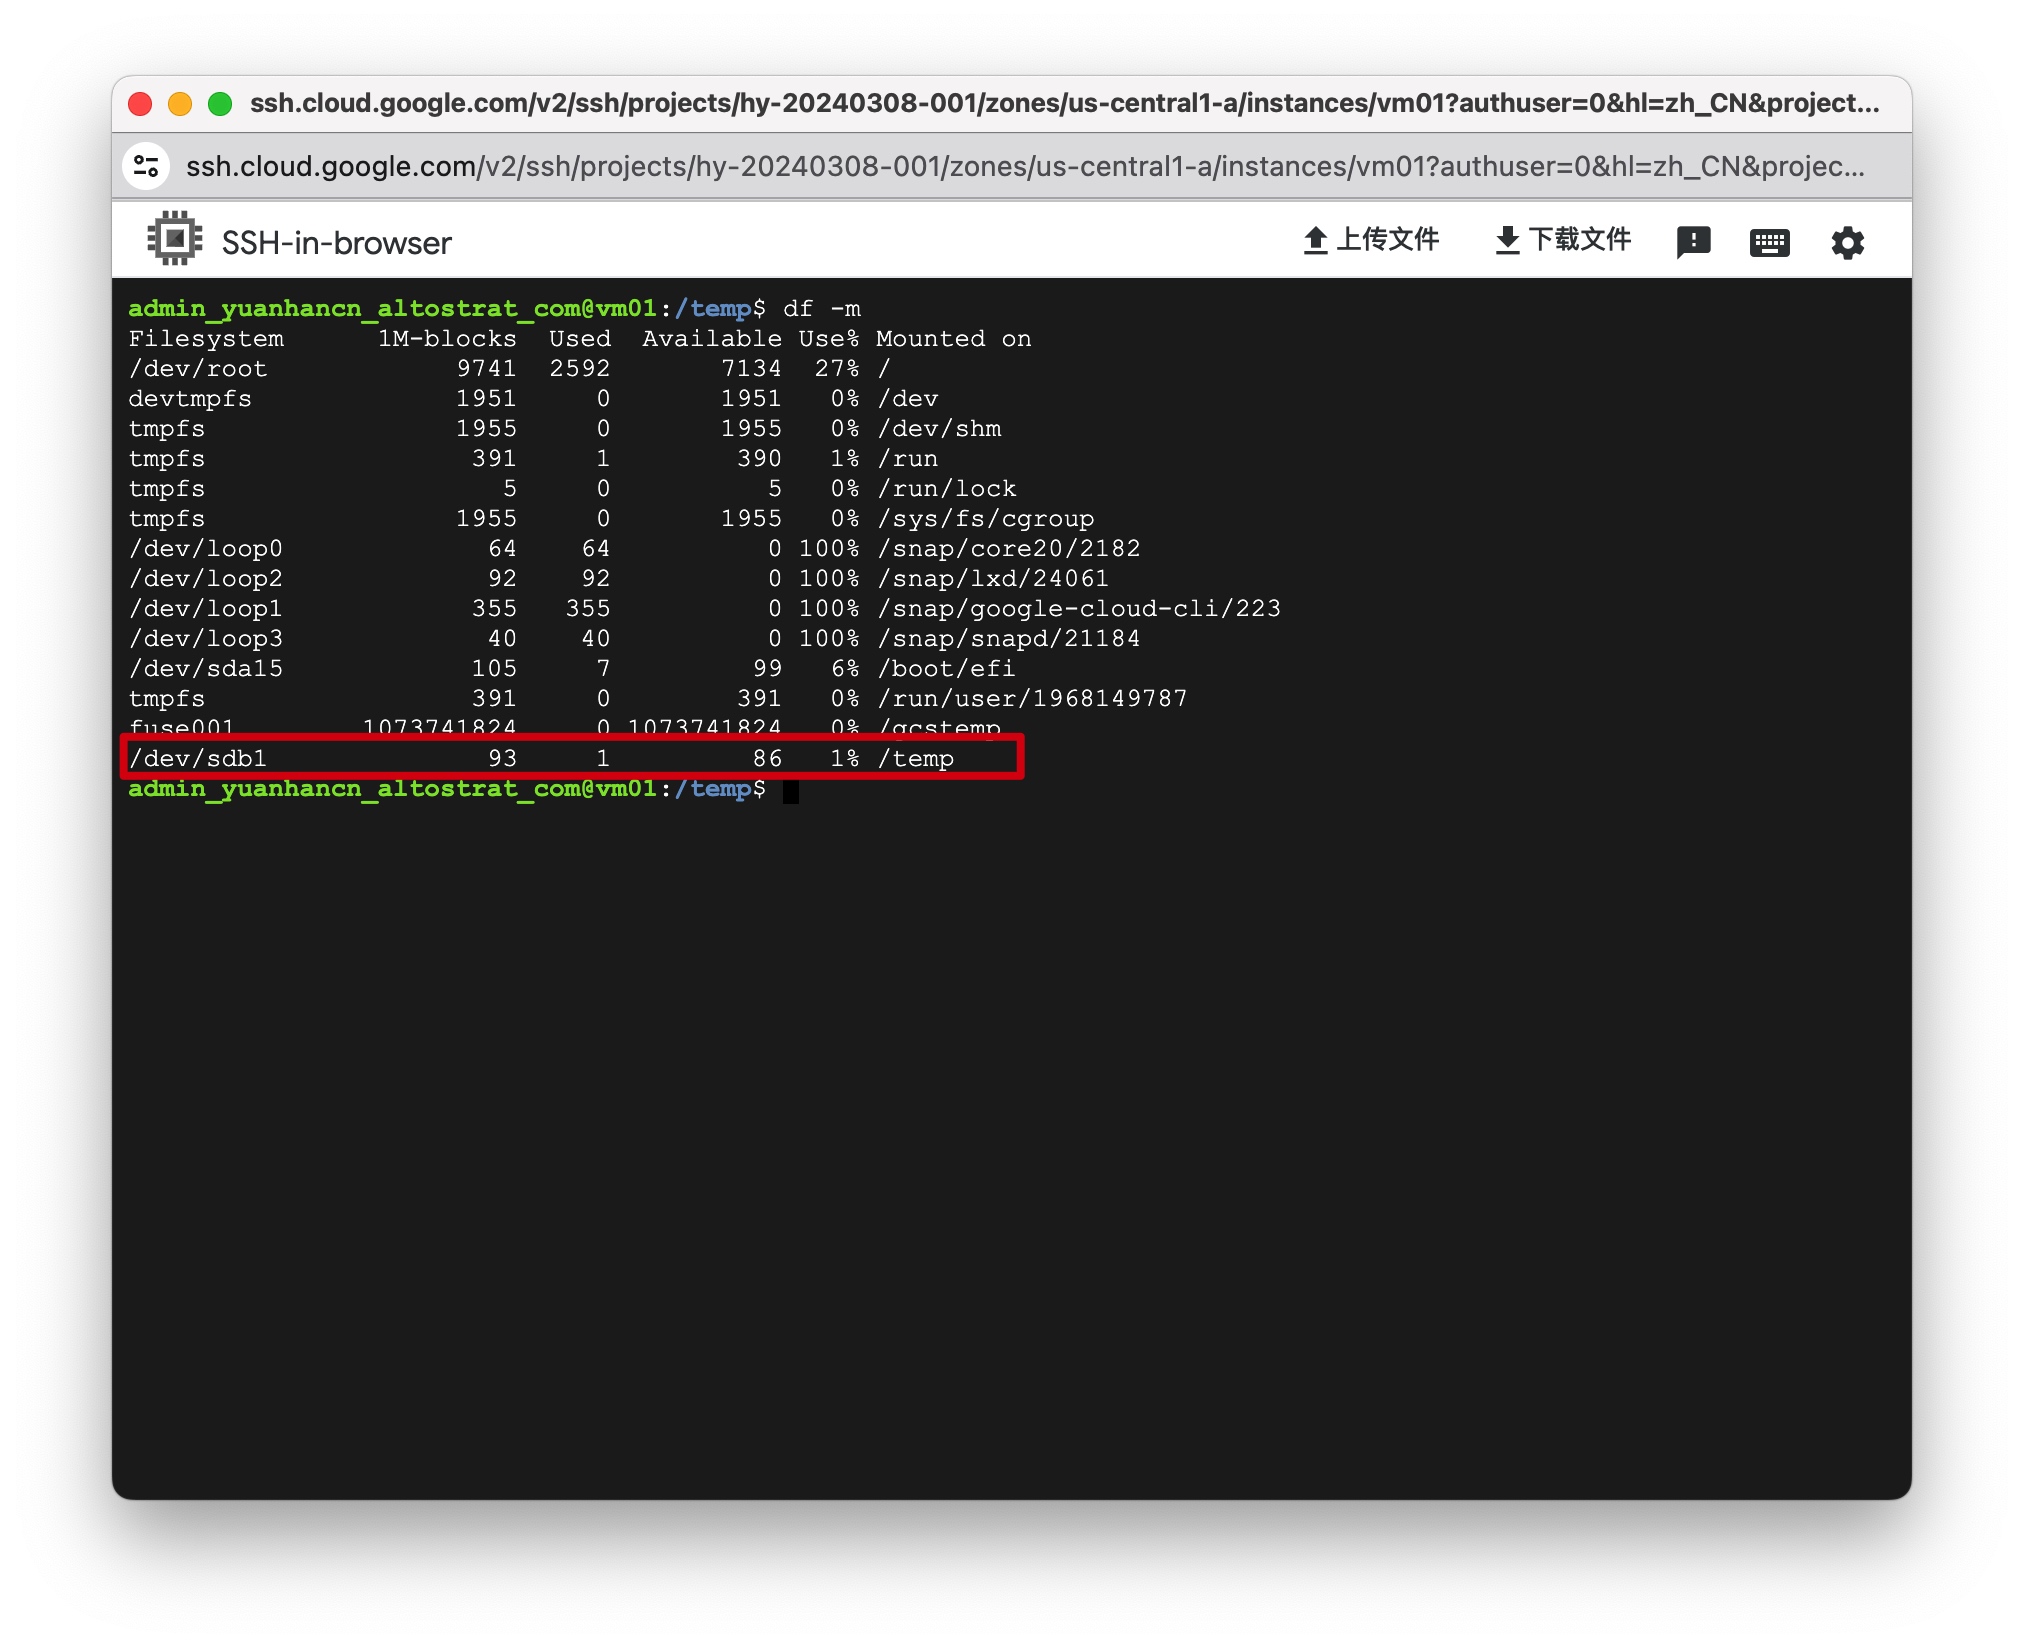 ssh.cloud.google.com/v2/ssh/projects/hy-20240308-001/zones/us-central1-a/instances/vm01?authuser=0&hl=zh_CN&project...
ssh.cloud.google.com/v2/ssh/projects/hy-20240308-001/zones/us-central1-a/instances/vm01?authuser=0&hl=zh_CN&projec...
SSH-in-browser 上传文件 下载文件
admin_yuanhancn_altostrat_com@vm01:/temp$ df -m
Filesystem 1M-blocks Used Available Use% Mounted on
/dev/root 9741 2592 7134 27% /
devtmpfs 1951 0 1951 0% /dev
tmpfs 1955 0 1955 0% /dev/shm
tmpfs 391 1 390 1% /run
tmpfs 5 0 5 0% /run/lock
tmpfs 1955 0 1955 0% /sys/fs/cgroup
/dev/loop0 64 64 0 100% /snap/core20/2182
/dev/loop2 92 92 0 100% /snap/lxd/24061
/dev/loop1 355 355 0 100% /snap/google-cloud-cli/223
/dev/loop3 40 40 0 100% /snap/snapd/21184
/dev/sda15 105 7 99 6% /boot/efi
tmpfs 391 0 391 0% /run/user/1968149787
fuse001 1073741824 0 1073741824 0% /gcstemp
/dev/sdb1 93 1 86 1% /temp
admin_yuanhancn_altostrat_com@vm01:/temp$